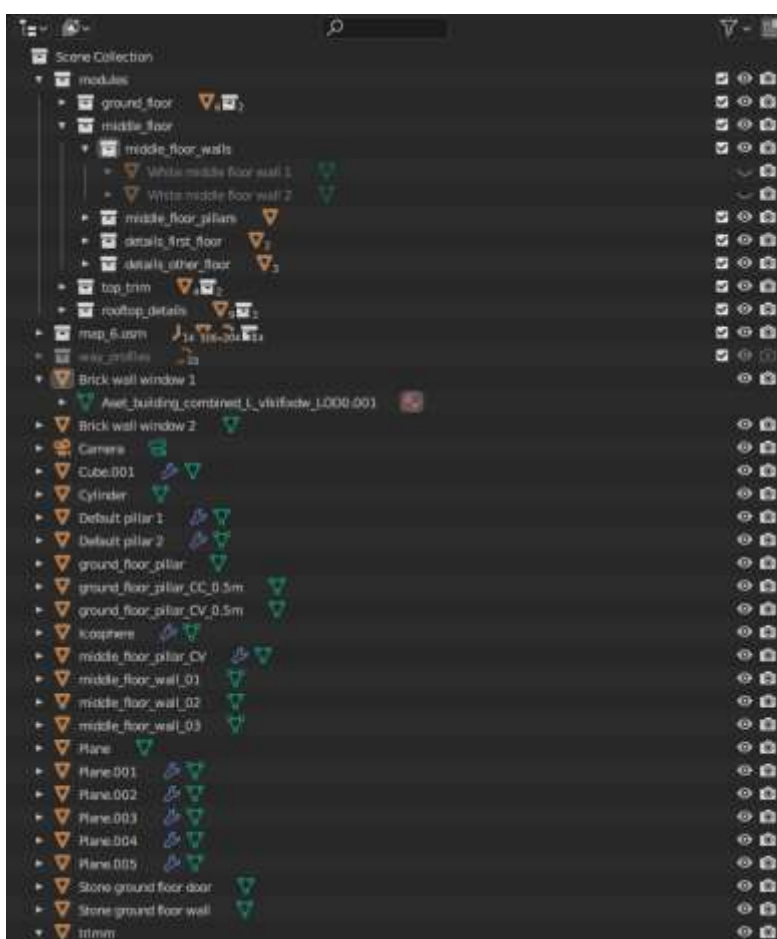 Scene Collection
modules
ground_floor
middle_floor
middle_floor_walls
White middle floor wall 1
White middle floor wall 2
middle_floor_pillars
details_first_floor
details_other_floor
top_trim
rooftop_details
map_6.osm
way_profiles
Brick wall window 1
Brick wall window 2
Camera
Cube.001
Cylinder
Default pillar 1
Default pillar 2
ground_floor_pillar
ground_floor_pillar_CC_0.5m
ground_floor_pillar_CV_0.5m
Icosphere
middle_floor_pillar_CV
middle_floor_wall_01
middle_floor_wall_02
middle_floor_wall_03
Plane
Plane.001
Plane.002
Plane.003
Plane.004
Plane.005
Stone ground floor door
Stone ground floor wall
trimm